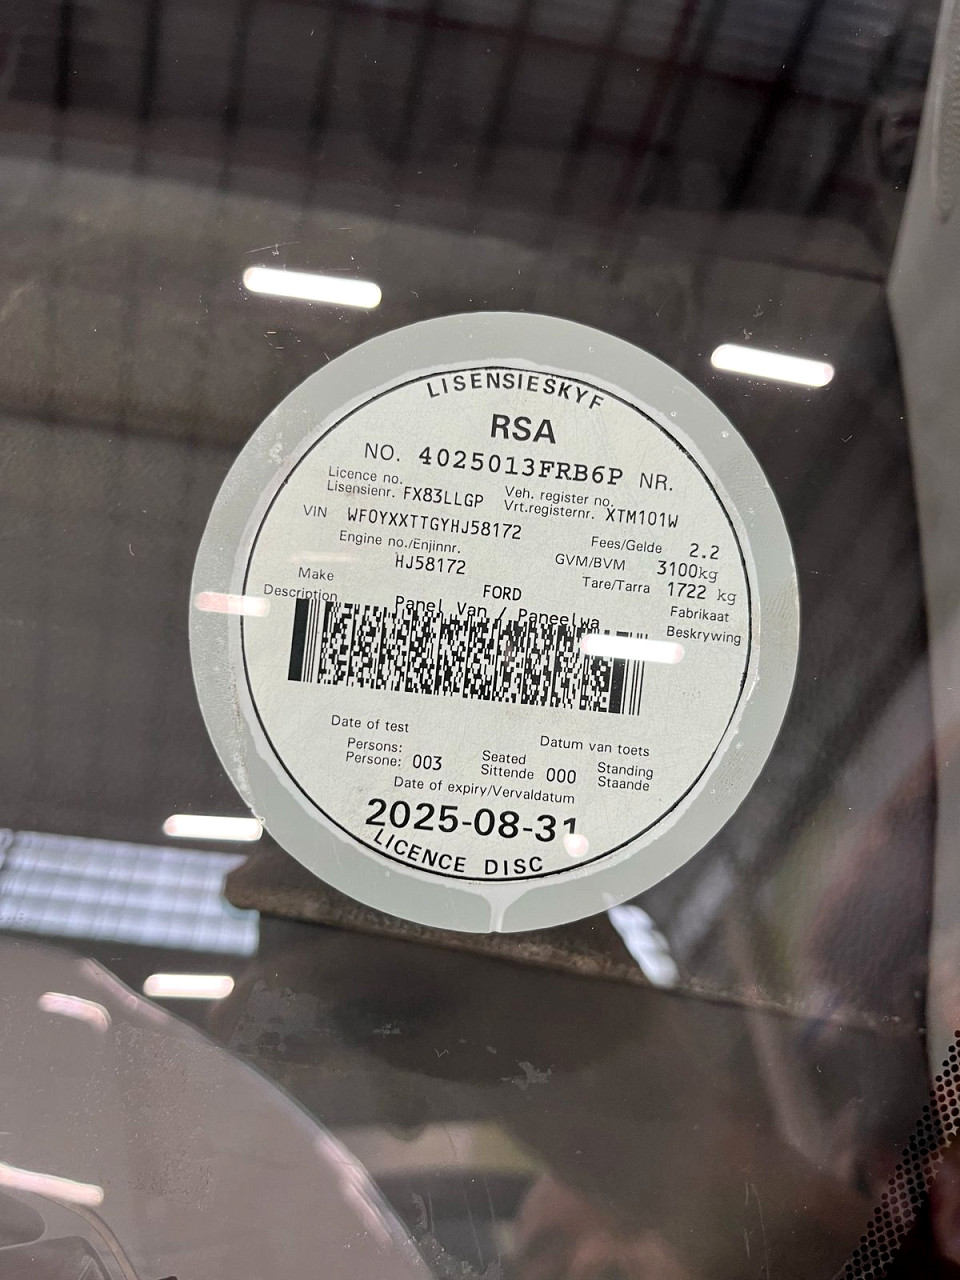 LISENSIESKYF
RSA
NO. 4025013FRB6P NR.
Licence no.
Lisensienr. FX83LLGP
Veh. register no.
Vrt.registernr. XTM101W
VIN WF0YXXTTGYHJ58172
Engine no./Enjinnr.
HJ58172
Fees/Gelde 2.2
GVM/BVM 3100kg
Tare/Tarra 1722 kg
Make FORD Fabrikaat
Description Panel Van / Paneelwa Beskrywing
Date of test Datum van toets
Persons:
Persone: 003
Seated
Sittende 000
Standing
Staande
Date of expiry/Vervaldatum
2025-08-31
LICENCE DISC